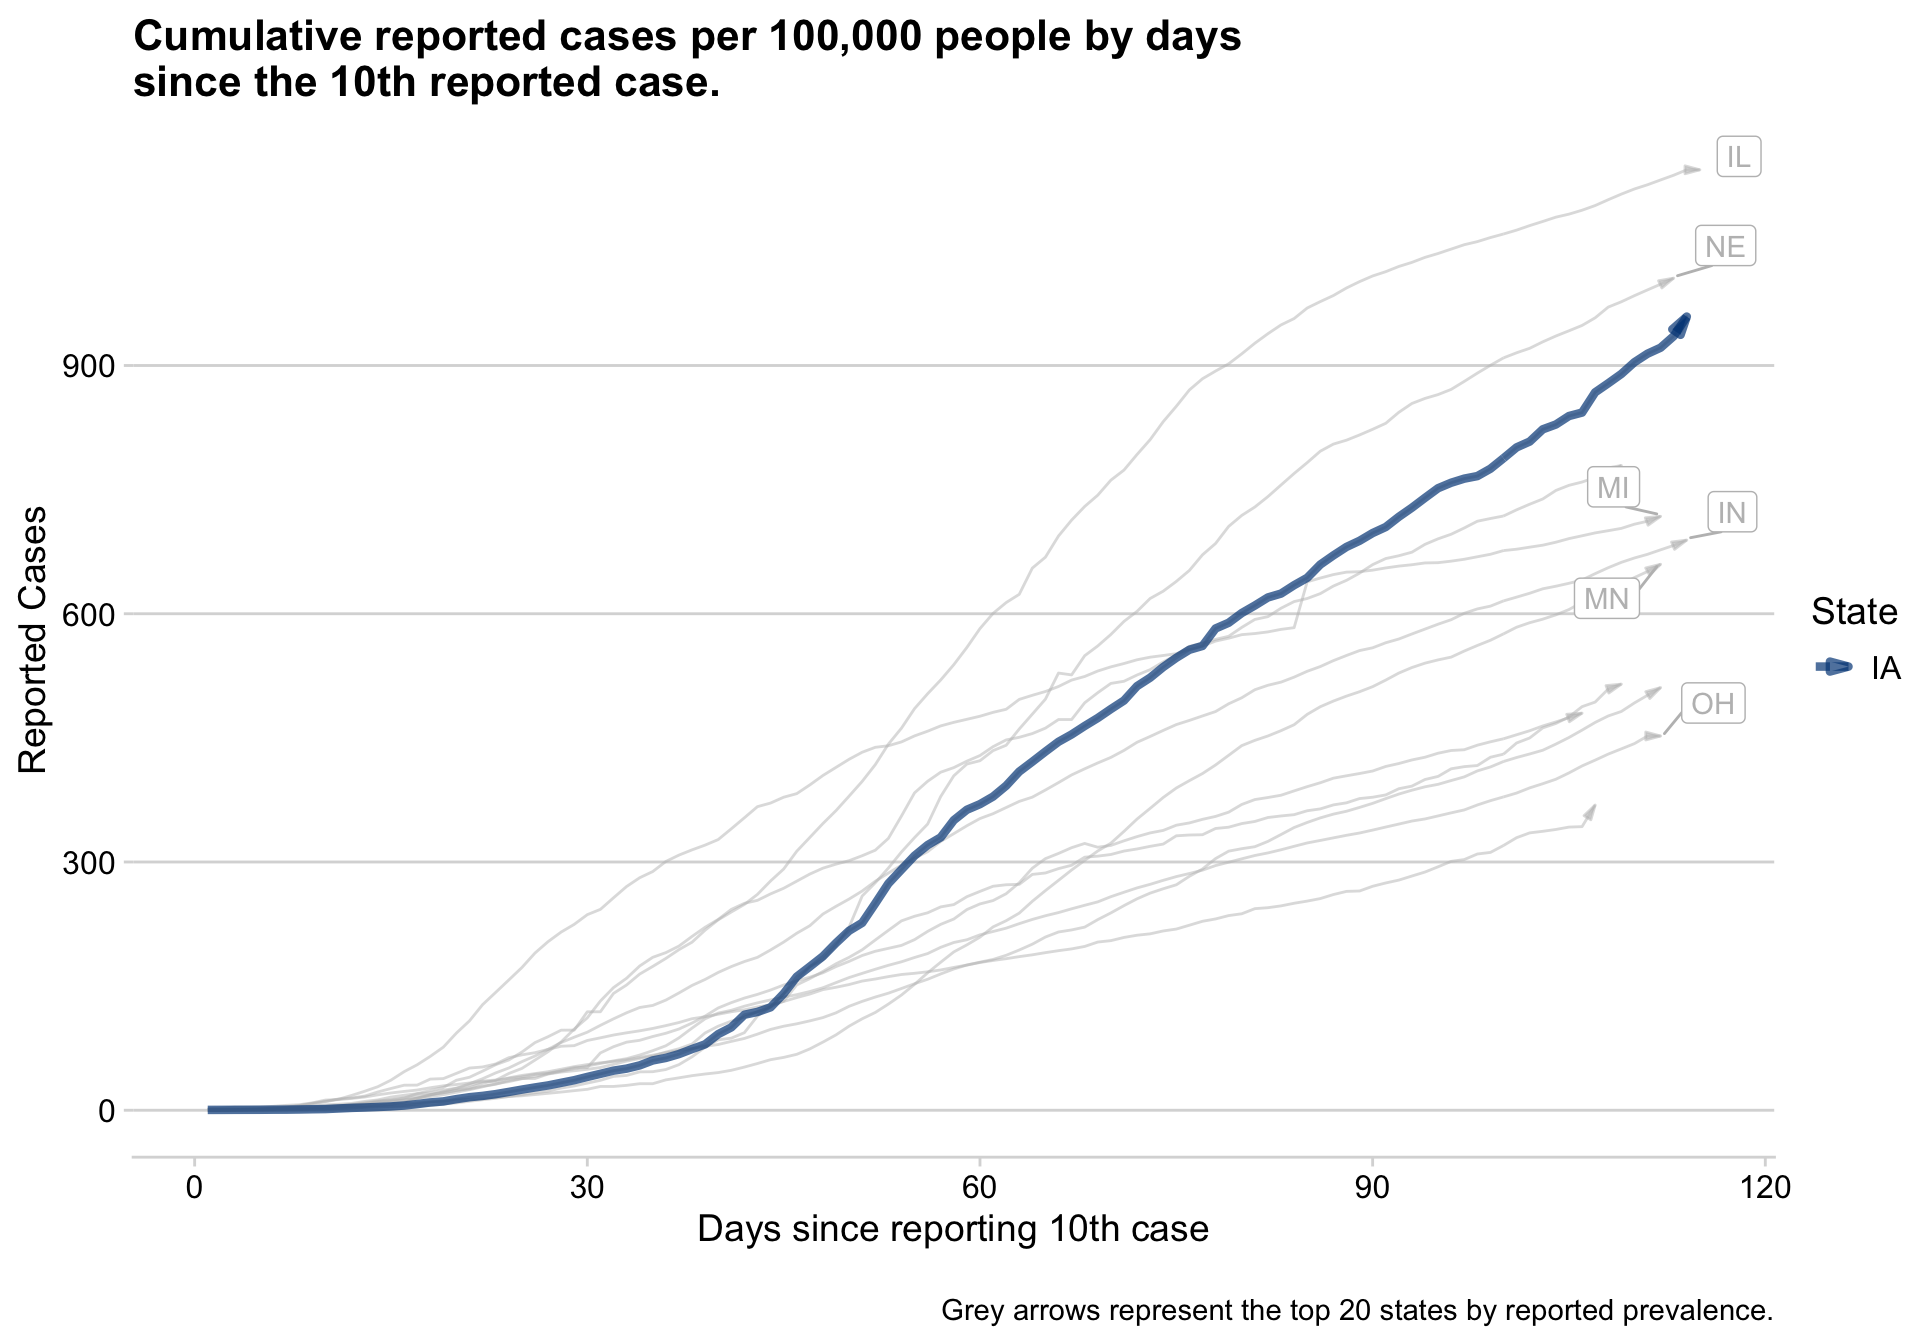 Cumulative reported cases per 100,000 people by days
since the 10th reported case.
IL
NE
900
MI
IN
600
MN
State
IA
OH
300
0
Reported Cases
0 30 60 90 120
Days since reporting 10th case
Grey arrows represent the top 20 states by reported prevalence.